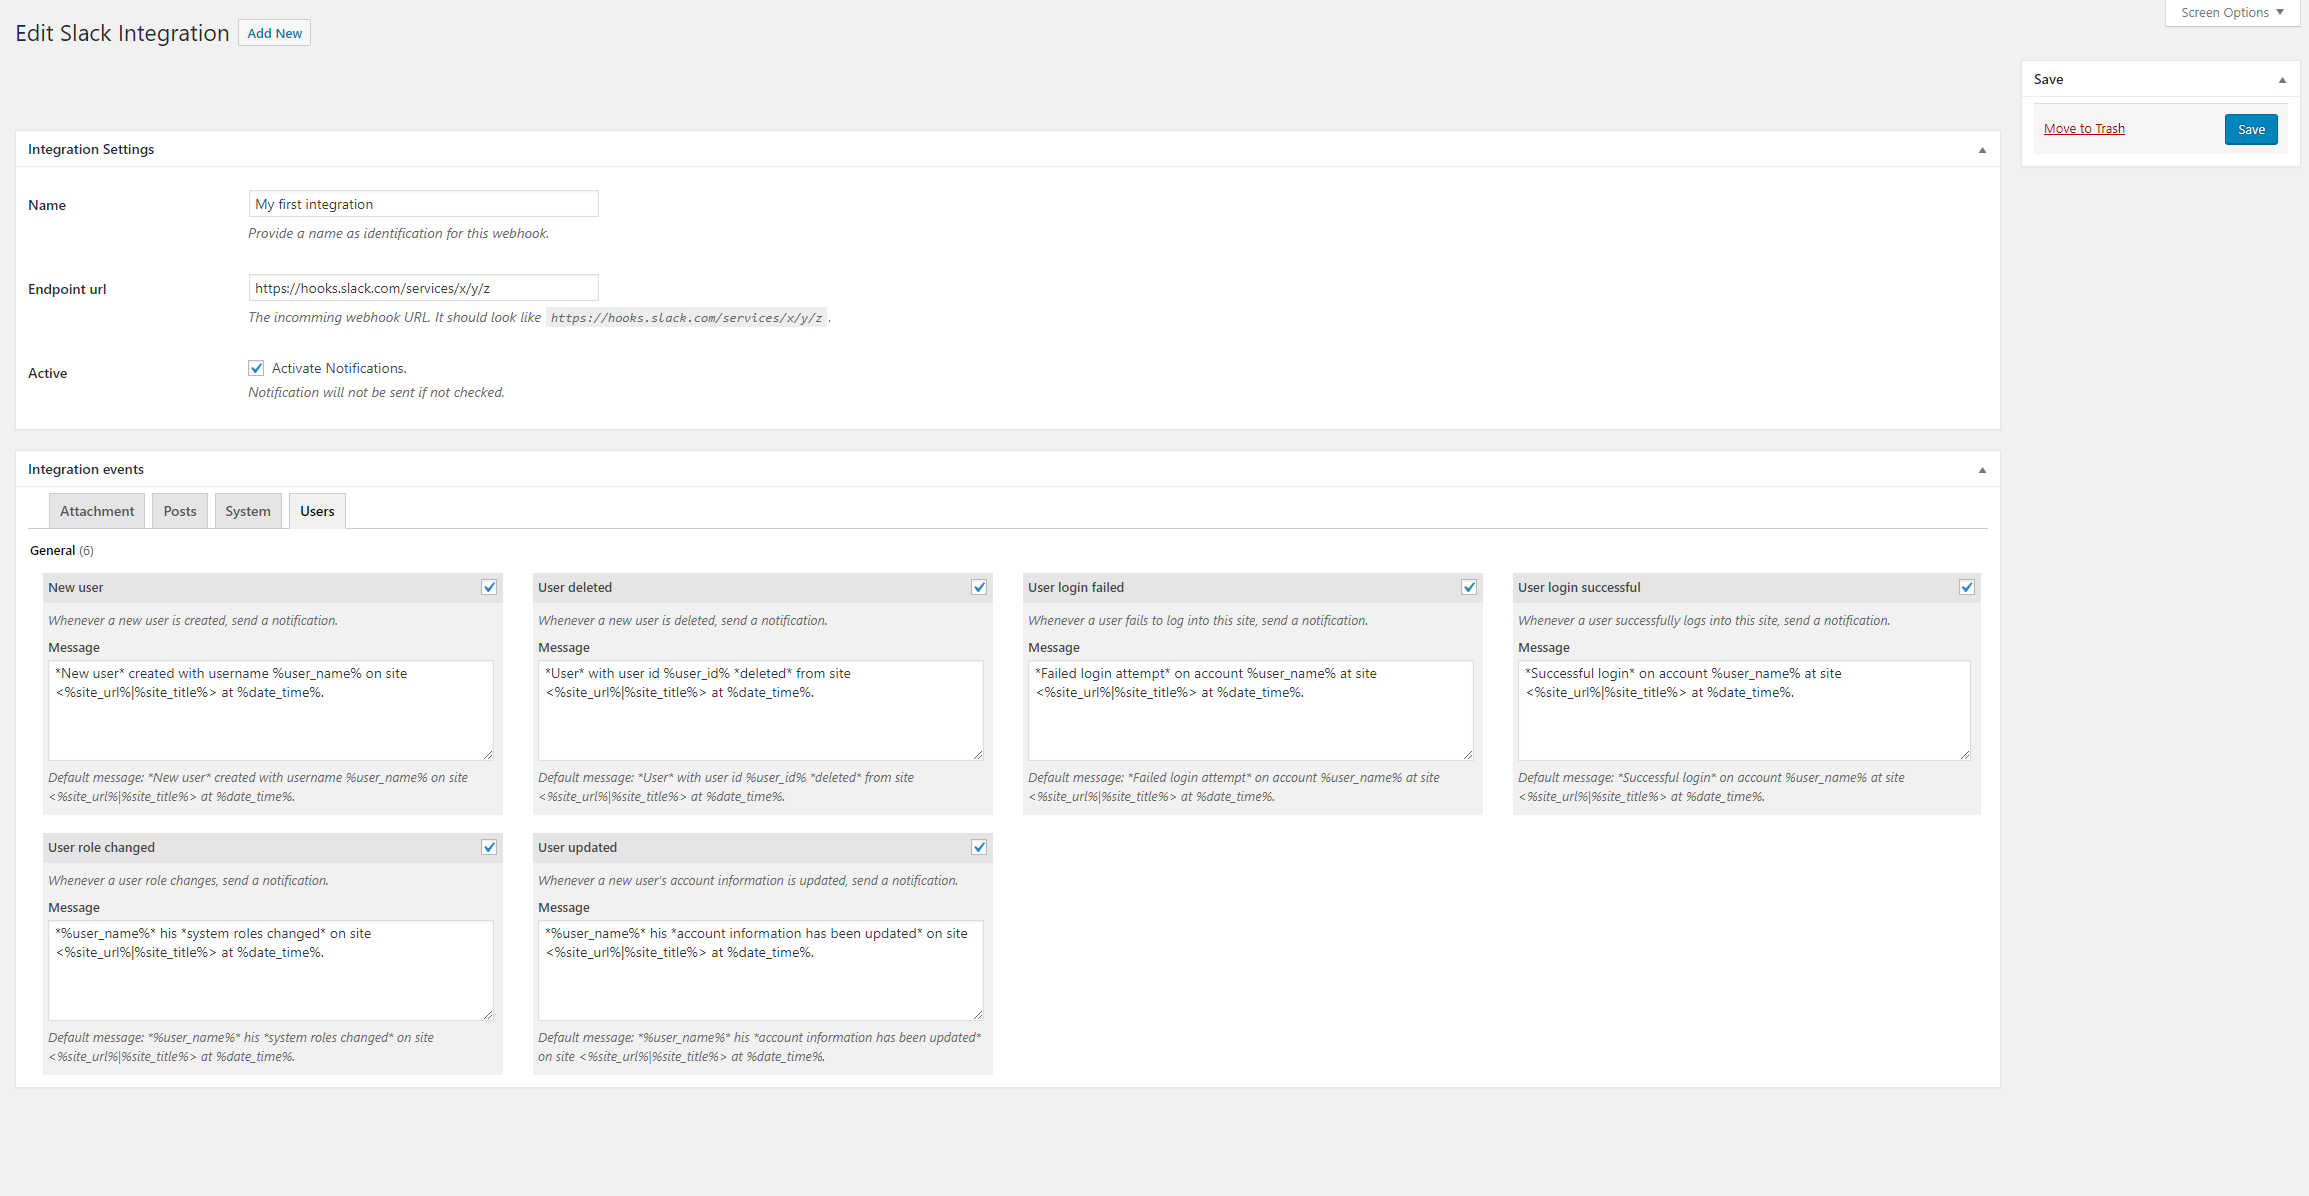 Screen Options
Edit Slack Integration Add New
Save
Move to Trash Save
Integration Settings
Name My first integration
Provide a name as identification for this webhook.
Endpoint url https://hooks.slack.com/services/x/y/z
The incomming webhook URL. It should look like https://hooks.slack.com/services/x/y/z .
Active Activate Notifications.
Notification will not be sent if not checked.
Integration events
Attachment Posts System Users
General (6)
New user
Whenever a new user is created, send a notification.
Message
*New user* created with username %user_name% on site
<%site_url%|%site_title%> at %date_time%.
Default message: *New user* created with username %user_name% on site
<%site_url%|%site_title%> at %date_time%.
User deleted
Whenever a new user is deleted, send a notification.
Message
*User* with user id %user_id% *deleted* from site
<%site_url%|%site_title%> at %date_time%.
Default message: *User* with user id %user_id% *deleted* from site
<%site_url%|%site_title%> at %date_time%.
User login failed
Whenever a user fails to log into this site, send a notification.
Message
*Failed login attempt* on account %user_name% at site
<%site_url%|%site_title%> at %date_time%.
Default message: *Failed login attempt* on account %user_name% at site
<%site_url%|%site_title%> at %date_time%.
User login successful
Whenever a user successfully logs into this site, send a notification.
Message
*Successful login* on account %user_name% at site
<%site_url%|%site_title%> at %date_time%.
Default message: *Successful login* on account %user_name% at site
<%site_url%|%site_title%> at %date_time%.
User role changed
Whenever a user role changes, send a notification.
Message
*%user_name%* his *system roles changed* on site
<%site_url%|%site_title%> at %date_time%.
Default message: *%user_name%* his *system roles changed* on site
<%site_url%|%site_title%> at %date_time%.
User updated
Whenever a new user's account information is updated, send a notification.
Message
*%user_name%* his *account information has been updated* on site
<%site_url%|%site_title%> at %date_time%.
Default message: *%user_name%* his *account information has been updated*
on site <%site_url%|%site_title%> at %date_time%.